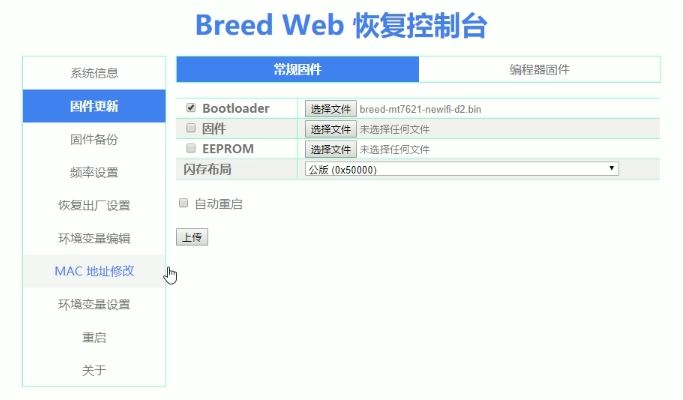 Breed Web 恢复控制台
系统信息
固件更新
固件备份
频率设置
恢复出厂设置
环境变量编辑
MAC 地址修改
环境变量设置
重启
关于
常规固件 编程器固件
Bootloader 选择文件 breed-mt7621-newifi-d2.bin
固件 选择文件 未选择任何文件
EEPROM 选择文件 未选择任何文件
闪存布局 公版 (0x50000)
自动重启
上传